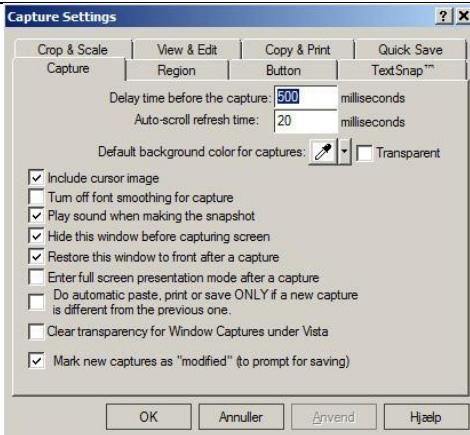 Capture Settings
Crop & Scale View & Edit Copy & Print Quick Save
Capture Region Button TextSnap™
Delay time before the capture: 500 milliseconds
Auto-scroll refresh time: 20 milliseconds
Default background color for captures: Transparent
Include cursor image
Turn off font smoothing for capture
Play sound when making the snapshot
Hide this window before capturing screen
Restore this window to front after a capture
Enter full screen presentation mode after a capture
Do automatic paste, print or save ONLY if a new capture
is different from the previous one.
Clear transparency for Window Captures under Vista
Mark new captures as "modified" (to prompt for saving)
OK Annuller Anvend Hjælp